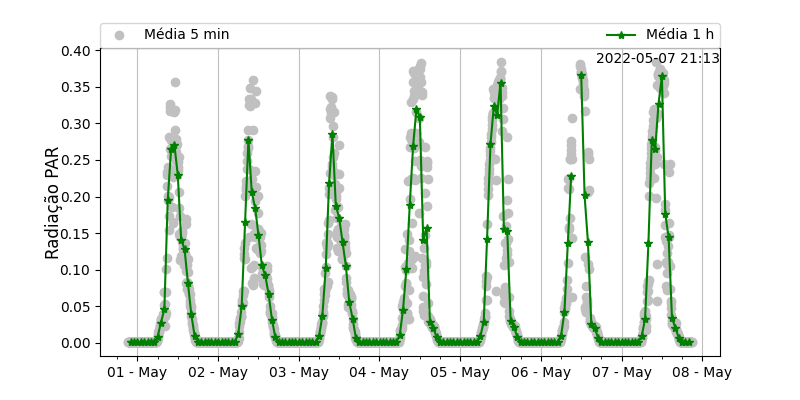 Média 5 min
Média 1 h
2022-05-07 21:13
Radiação PAR
0.40
0.35
0.30
0.25
0.20
0.15
0.10
0.05
0.00
01 - May 02 - May 03 - May 04 - May 05 - May 06 - May 07 - May 08 - May